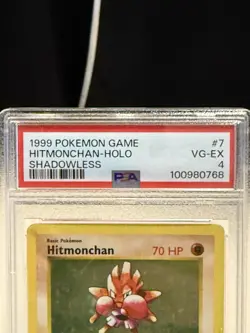 1999 POKEMON GAME #7
HITMONCHAN-HOLO VG-EX
SHADOWLESS 4
PSA 100980768
Basic Pokémon
Hitmonchan 70 HP